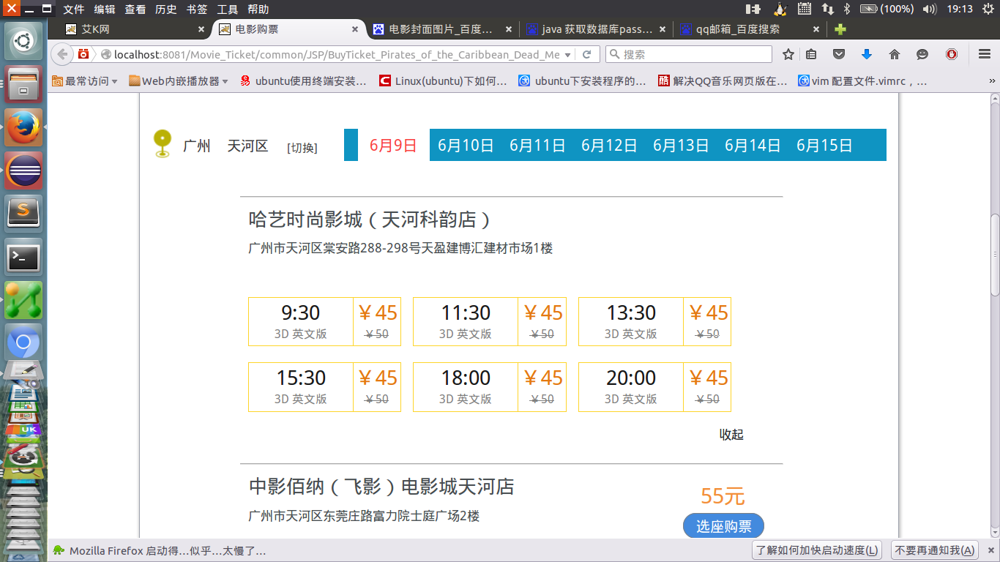 文件 编辑 查看 历史 书签 工具 帮助 (100%) 19:13
艾K网 电影购票 电影封面图片_百度… java 获取数据库pass… qq邮箱_百度搜索
localhost:8081/Movie_Ticket/common/JSP/BuyTicket_Pirates_of_the_Caribbean_Dead_Me 搜索
最常访问 Web内嵌播放器 ubuntu使用终端安装… Linux(ubuntu)下如何… ubuntu下安装程序的… 解决QQ音乐网页版在… vim 配置文件.vimrc，…
广州 天河区 [切换] 6月9日 6月10日 6月11日 6月12日 6月13日 6月14日 6月15日
哈艺时尚影城（天河科韵店）
广州市天河区棠安路288-298号天盈建博汇建材市场1楼
9:30 ￥45 11:30 ￥45 13:30 ￥45
3D 英文版 ￥50 3D 英文版 ￥50 3D 英文版 ￥50
15:30 ￥45 18:00 ￥45 20:00 ￥45
3D 英文版 ￥50 3D 英文版 ￥50 3D 英文版 ￥50
收起
中影佰纳（飞影）电影城天河店
55元
广州市天河区东莞庄路富力院士庭广场2楼
选座购票
Mozilla Firefox 启动得…似乎…太慢了… 了解如何加快启动速度(L) 不要再通知我(A)
UK